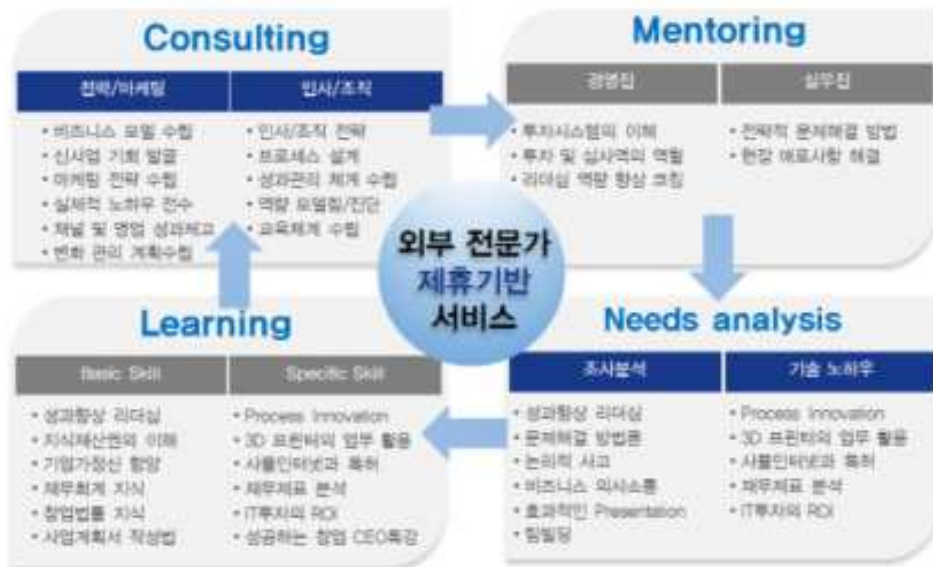 Consulting
전략/마케팅
인사/조직
• 비즈니스 모델 수립
• 신사업 기회 발굴
• 마케팅 전략 수립
• 실제적 노하우 전수
• 채널 및 영업 성과제고
• 변화 관리 계획수립
• 인사/조직 전략
• 프로세스 설계
• 성과관리 체계 수립
• 역량 모델링/진단
• 교육체계 수립
Mentoring
경영진
실무진
• 투자시스템의 이해
• 투자 및 심사역의 역할
• 리더십 역량 향상 코칭
• 전략적 문제해결 방법
• 현장 애로사항 해결
외부 전문가
제휴기반
서비스
Learning
Basic Skill
Specific Skill
• 성과향상 리더십
• 지식재산권의 이해
• 기업가정신 함양
• 재무회계 지식
• 창업법률 지식
• 사업계획서 작성법
• Process Innovation
• 3D 프린터의 업무 활용
• 사물인터넷과 특허
• 재무제표 분석
• IT투자의 ROI
• 성공하는 창업 CEO특강
Needs analysis
조사분석
기술 노하우
• 성과향상 리더십
• 문제해결 방법론
• 논리적 사고
• 비즈니스 의사소통
• 효과적인 Presentation
• 팀빌딩
• Process Innovation
• 3D 프린터의 업무 활용
• 사물인터넷과 특허
• 재무제표 분석
• IT투자의 ROI